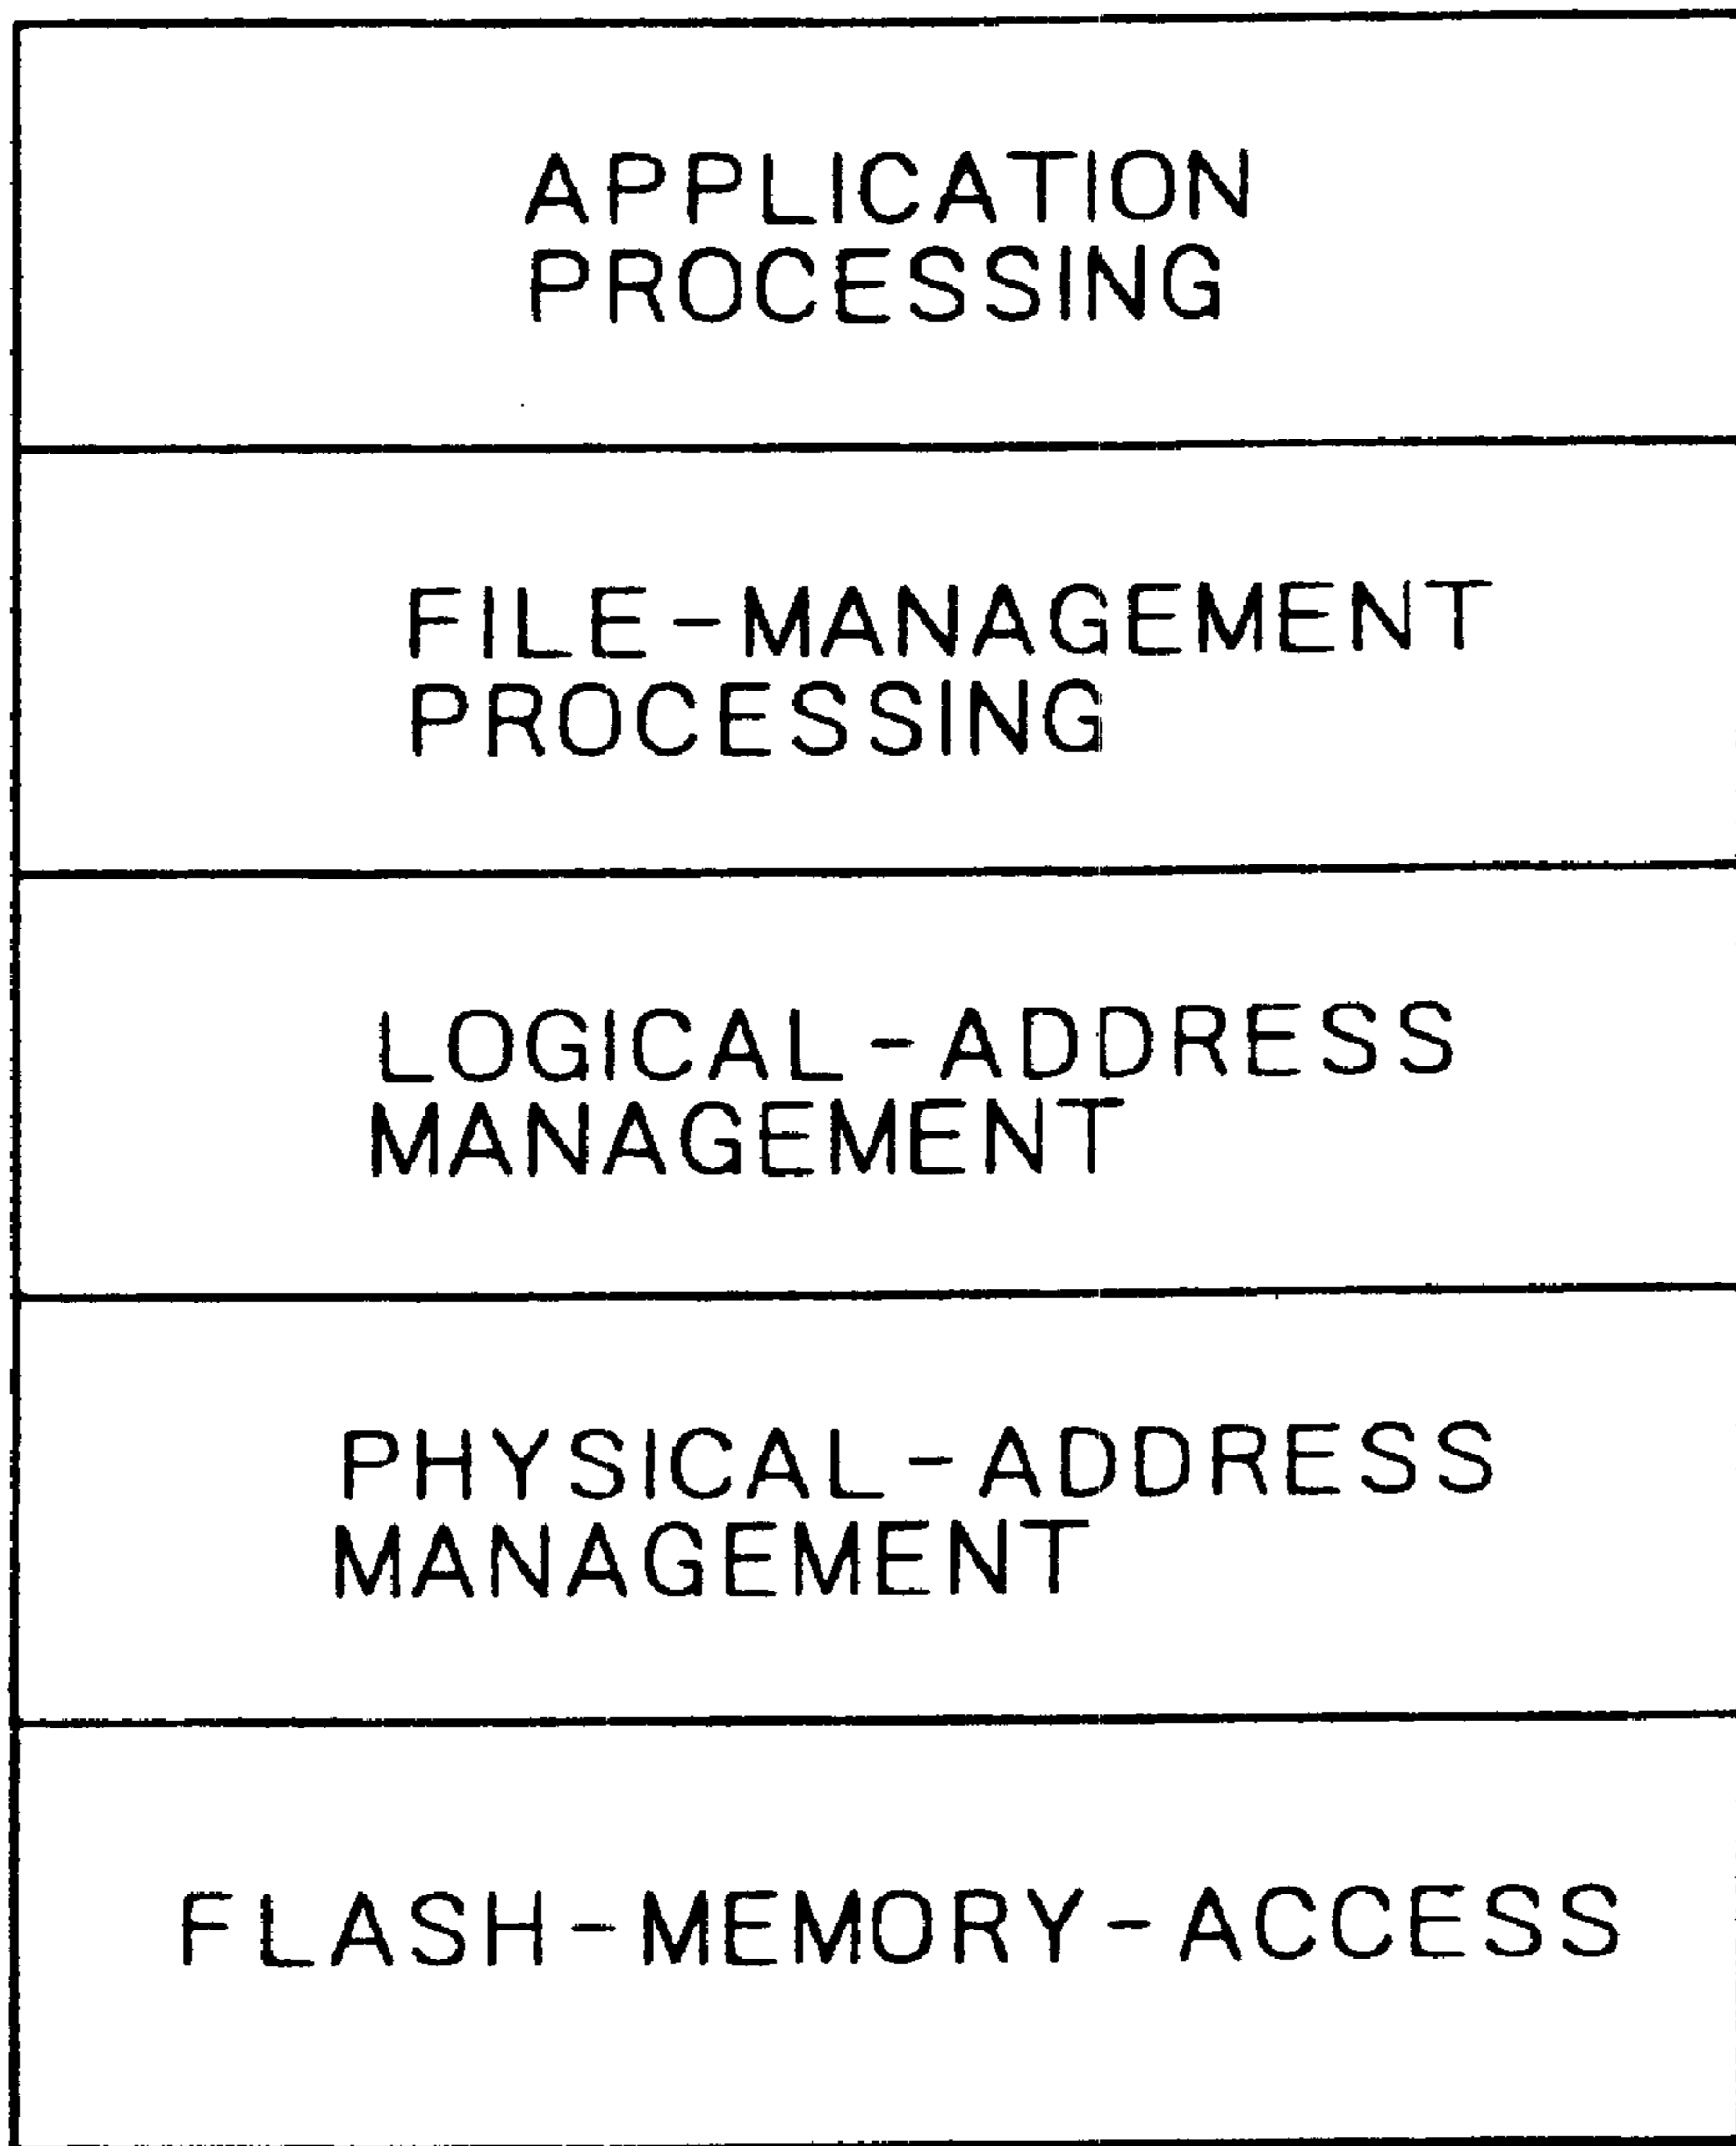 APPLICATION
PROCESSING
FILE-MANAGEMENT
PROCESSING
LOGICAL-ADDRESS
MANAGEMENT
PHYSICAL-ADDRESS
MANAGEMENT
FLASH-MEMORY-ACCESS